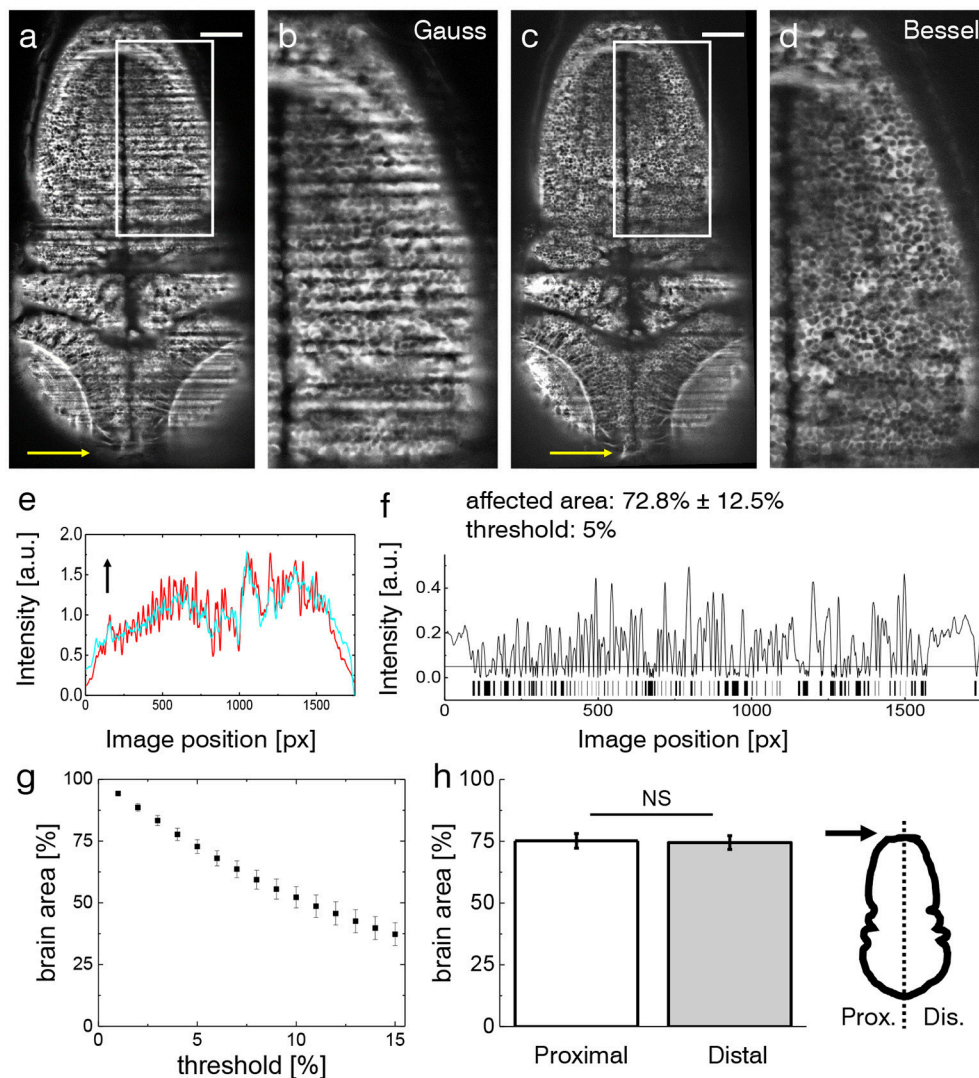 a
b
Gauss
c
d
Bessel
e
Intensity [a.u.]
2.0
1.5
1.0
0.5
0
0
500
1000
1500
Image position [px]
f
affected area: 72.8% ± 12.5%
threshold: 5%
Intensity [a.u.]
0.4
0.2
0.0
0
500
1000
1500
Image position [px]
g
brain area [%]
100
75
50
25
0
0
5
10
15
threshold [%]
h
brain area [%]
100
75
50
25
0
NS
Proximal
Distal
Prox.
Dis.